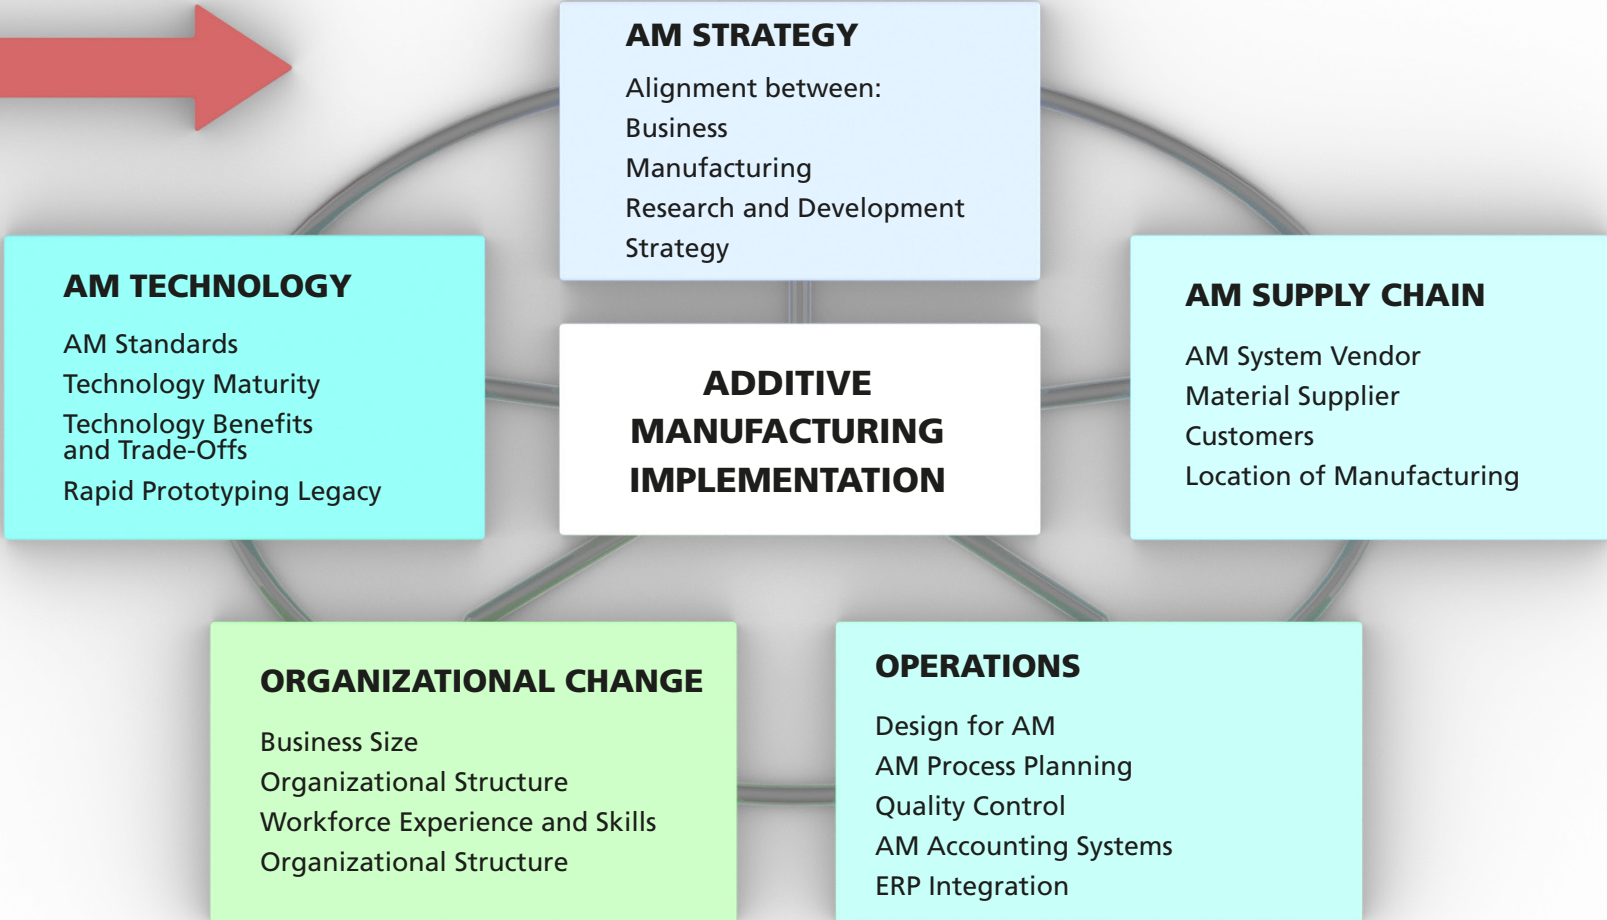 AM STRATEGY
Alignment between:
Business
Manufacturing
Research and Development
Strategy
AM TECHNOLOGY
AM Standards
Technology Maturity
Technology Benefits
and Trade-Offs
Rapid Prototyping Legacy
ADDITIVE
MANUFACTURING
IMPLEMENTATION
AM SUPPLY CHAIN
AM System Vendor
Material Supplier
Customers
Location of Manufacturing
ORGANIZATIONAL CHANGE
Business Size
Organizational Structure
Workforce Experience and Skills
Organizational Structure
OPERATIONS
Design for AM
AM Process Planning
Quality Control
AM Accounting Systems
ERP Integration